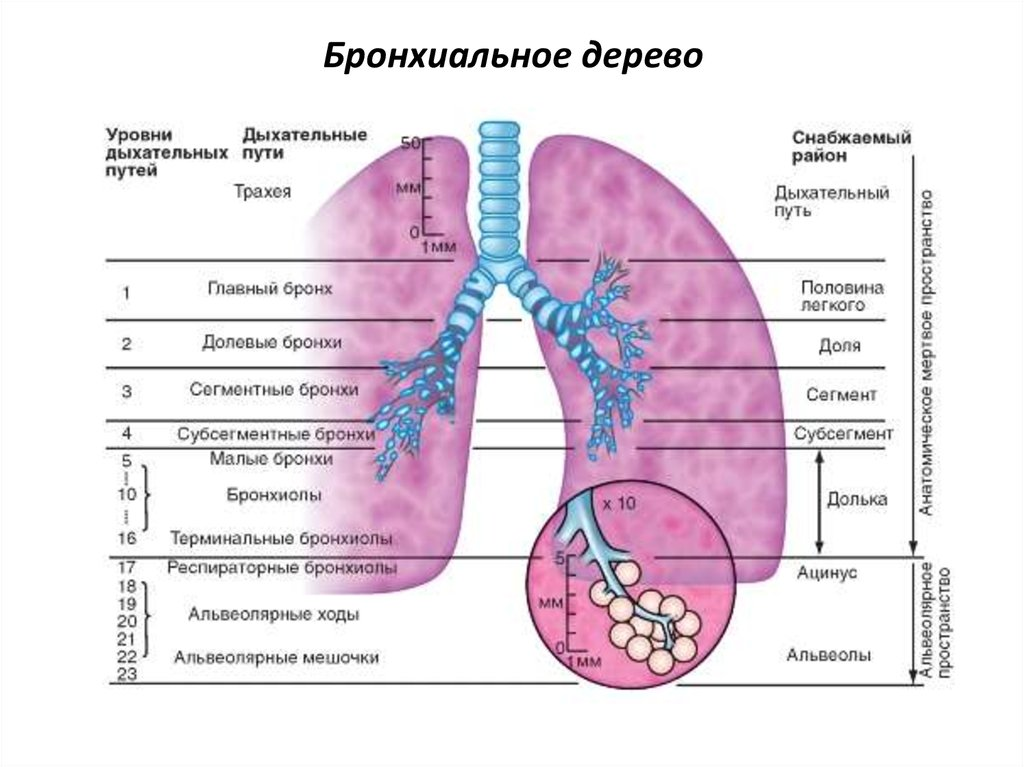 Бронхиальное дерево
Уровни
дыхательных
путей
Дыхательные
пути
Снабжаемый
район
Трахея
Дыхательный
путь
50
мм
0
1мм
1
Главный бронх
Половина
легкого
2
Долевые бронхи
Доля
3
Сегментные бронхи
Сегмент
4
Субсегментные бронхи
Субсегмент
5
Малые бронхи
10
Бронхиолы
Долька
16
Терминальные бронхиолы
17
Респираторные бронхиолы
Ацинус
18
19
20
21
22
23
Альвеолярные ходы
Альвеолярные мешочки
Альвеолы
x 10
5
мм
0
1мм
Анатомическое мертвое пространство
Альвеолярное
пространство